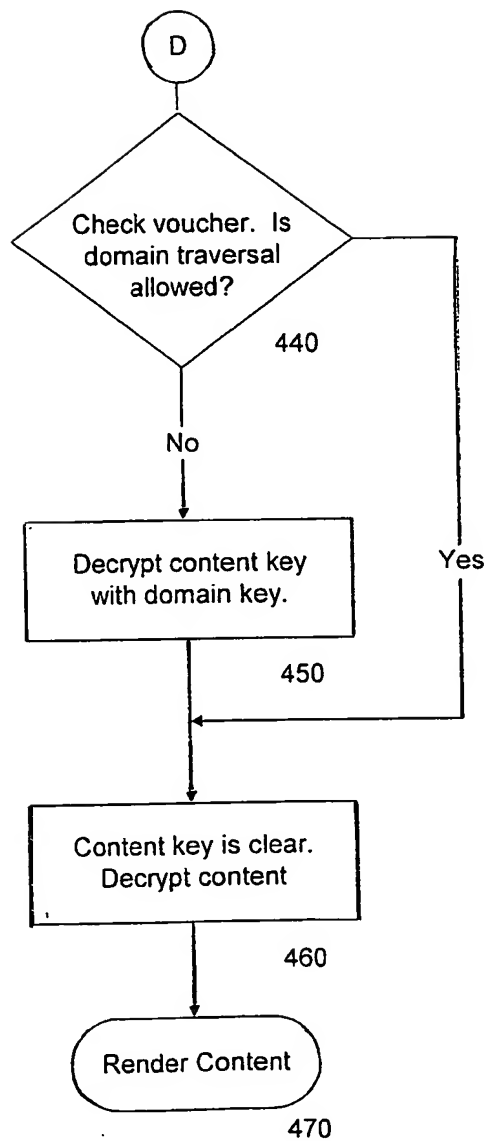 D
Check voucher. Is
domain traversal
allowed?
440
No
Yes
Decrypt content key
with domain key.
450
Content key is clear.
Decrypt content
460
Render Content
470